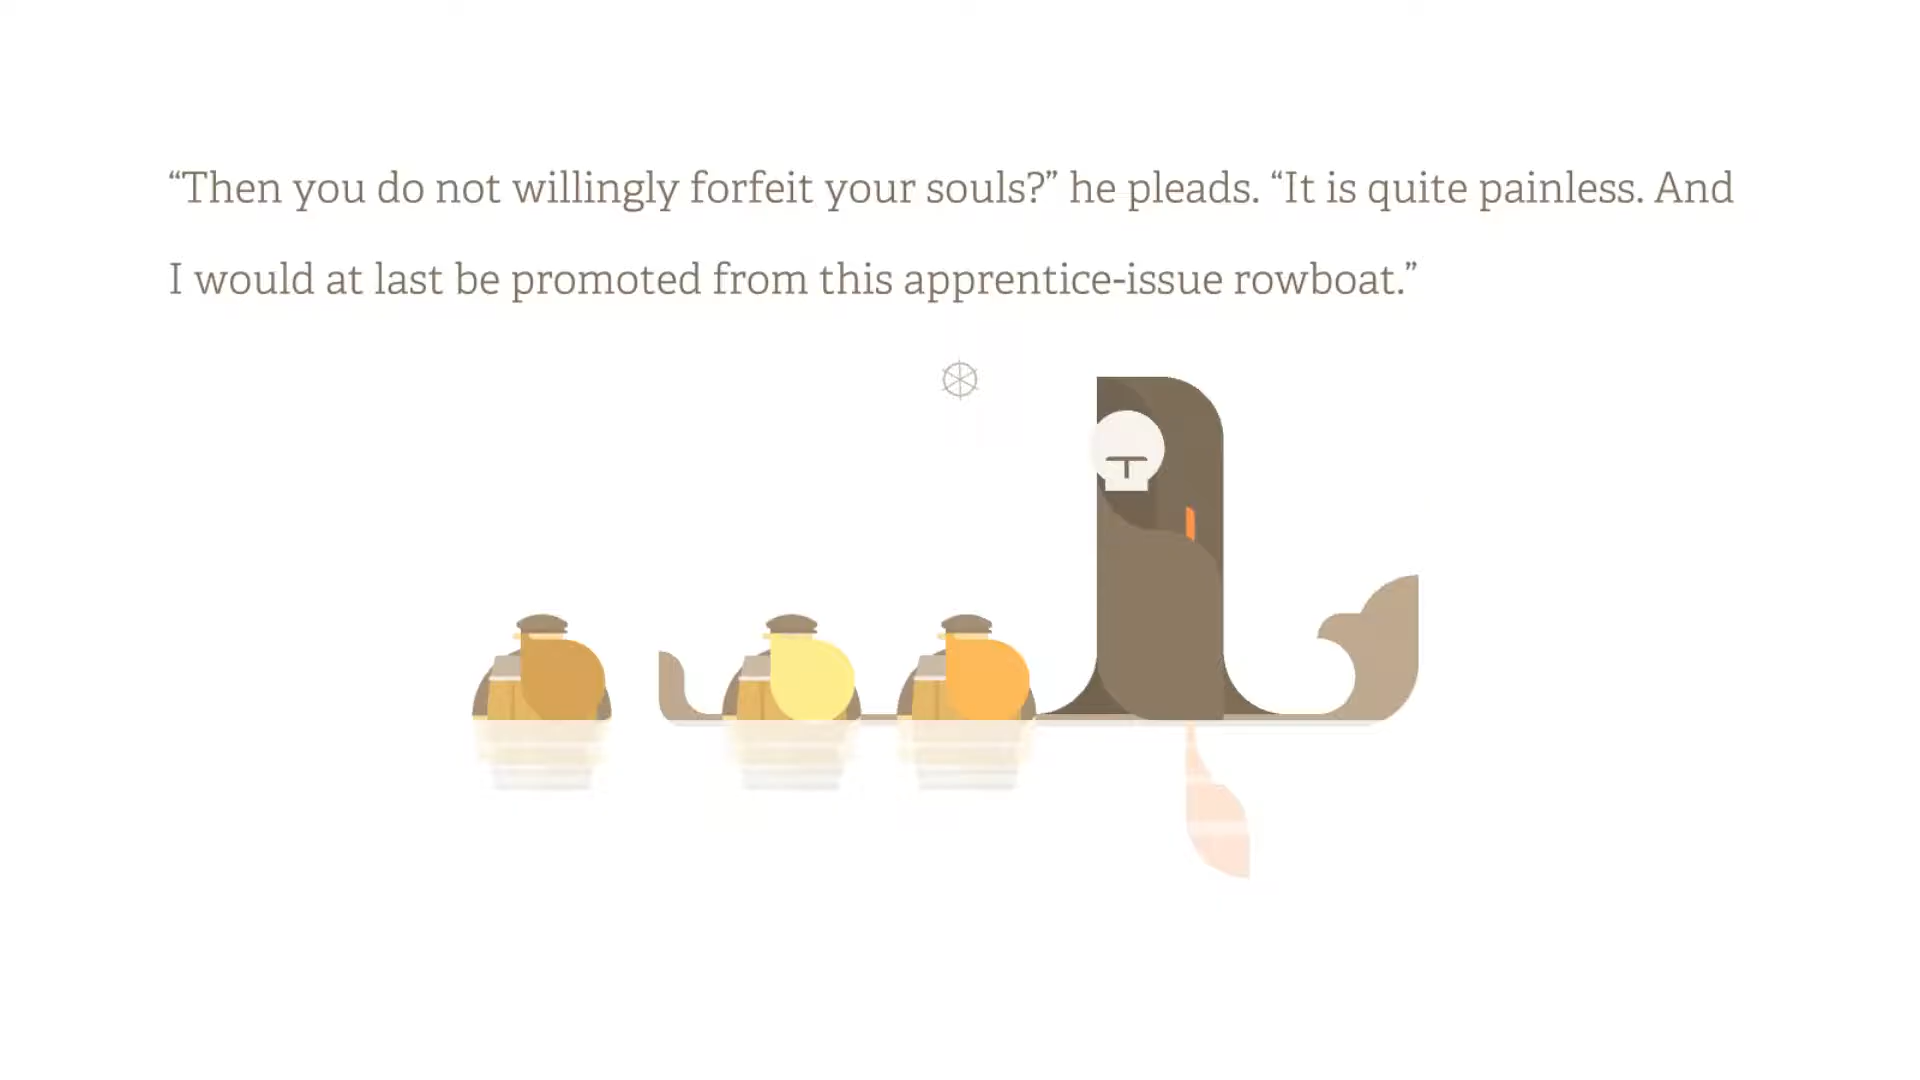 “Then you do not willingly forfeit your souls?” he pleads. “It is quite painless. And
I would at last be promoted from this apprentice-issue rowboat.”